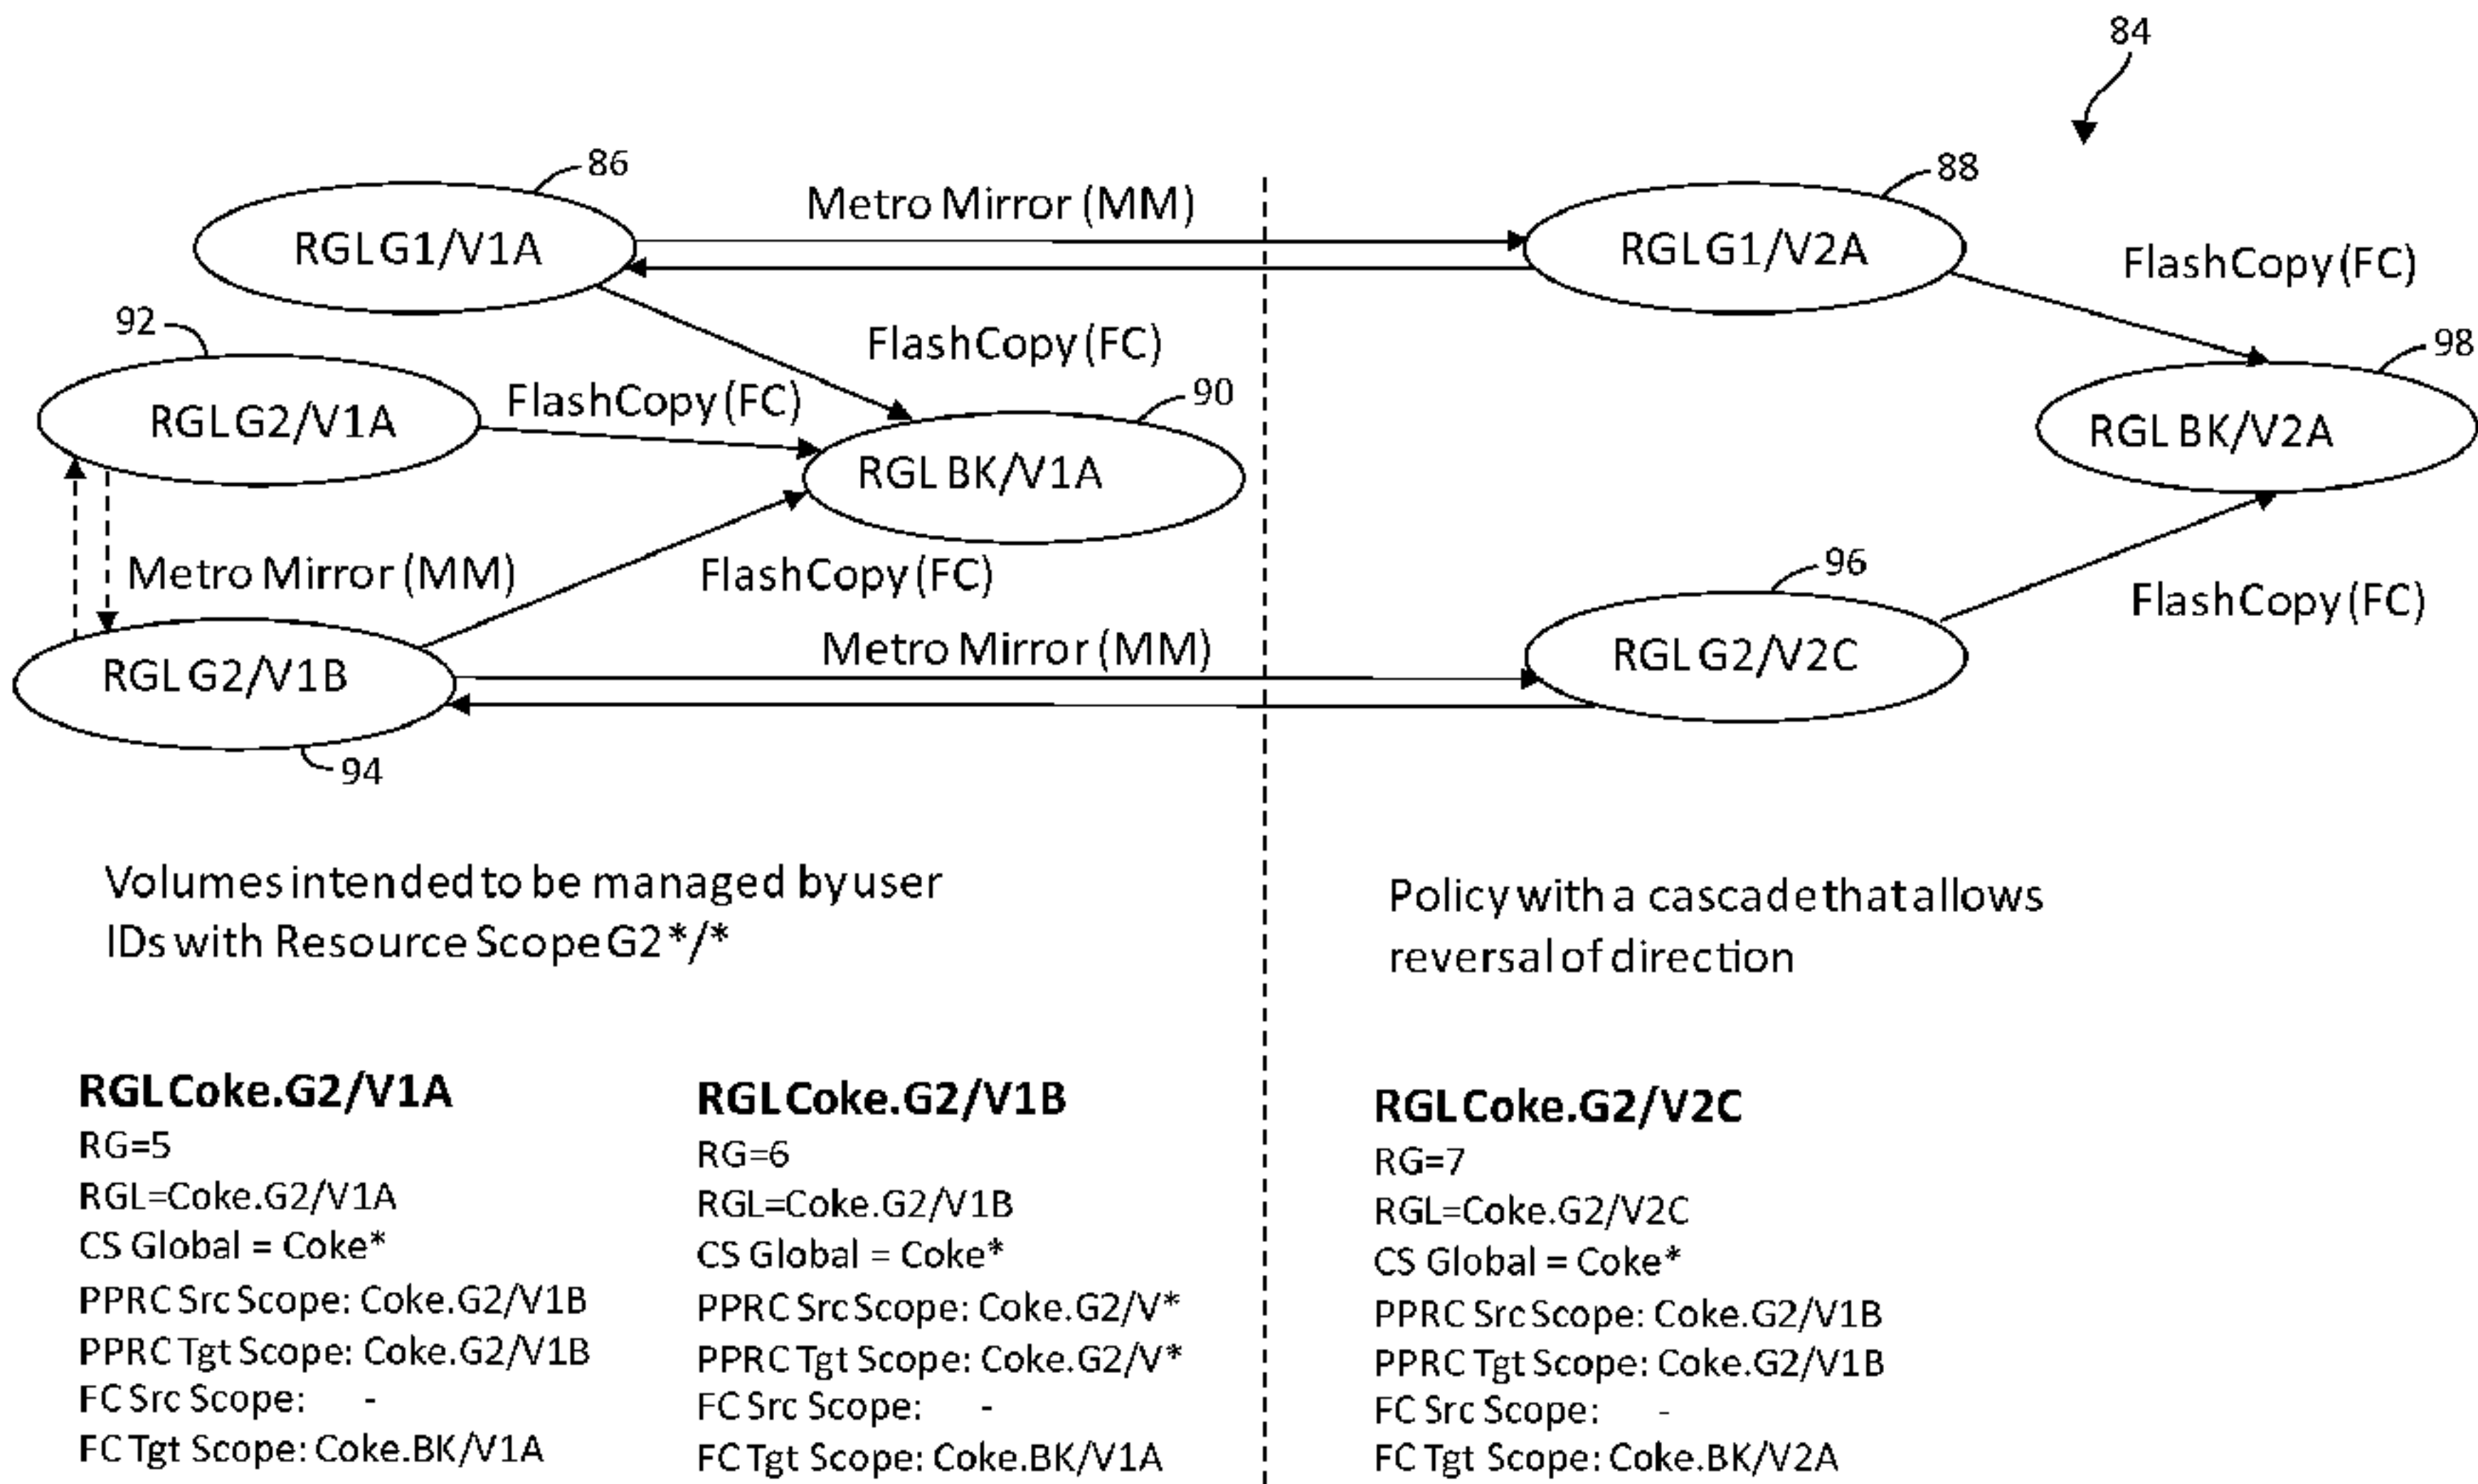 84
86
88
Metro Mirror (MM)
RGL G1/V1A
RGL G1/V2A
FlashCopy (FC)
92
FlashCopy (FC)
98
FlashCopy (FC)
90
RGL G2/V1A
RGL BK/V2A
RGL BK/V1A
Metro Mirror (MM)
FlashCopy (FC)
96
FlashCopy (FC)
Metro Mirror (MM)
RGL G2/V1B
RGL G2/V2C
94
Volumes intended to be managed by user
IDs with Resource Scope G2*/*
Policy with a cascade that allows
reversal of direction
RGL Coke.G2/V1A
RG=5
RGL=Coke.G2/V1A
CS Global = Coke*
PPRC Src Scope: Coke.G2/V1B
PPRC Tgt Scope: Coke.G2/V1B
FC Src Scope: -
FC Tgt Scope: Coke.BK/V1A
RGL Coke.G2/V1B
RG=6
RGL=Coke.G2/V1B
CS Global = Coke*
PPRC Src Scope: Coke.G2/V*
PPRC Tgt Scope: Coke.G2/V*
FC Src Scope: -
FC Tgt Scope: Coke.BK/V1A
RGL Coke.G2/V2C
RG=7
RGL=Coke.G2/V2C
CS Global = Coke*
PPRC Src Scope: Coke.G2/V1B
PPRC Tgt Scope: Coke.G2/V1B
FC Src Scope: -
FC Tgt Scope: Coke.BK/V2A